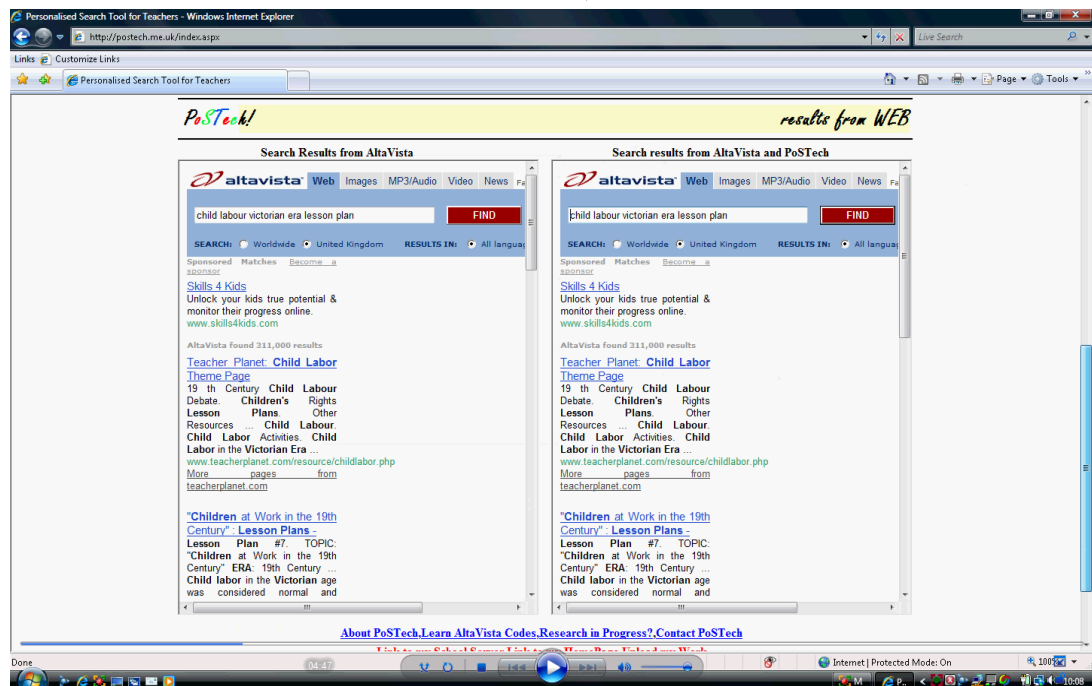 Personalised Search Tool for Teachers - Windows Internet Explorer
http://postech.me.uk/index.aspx
Live Search
Links Customize Links
Personalised Search Tool for Teachers
Page Tools
PoSTech! results from WEB
Search Results from AltaVista
altavista Web Images MP3/Audio Video News Fa
child labour victorian era lesson plan FIND
SEARCH: Worldwide United Kingdom RESULTS IN: All languag
Sponsored Matches Become a
sponsor
Skills 4 Kids
Unlock your kids true potential &
monitor their progress online.
www.skills4kids.com
AltaVista found 311,000 results
Teacher Planet: Child Labor
Theme Page
19 th Century Child Labour
Debate. Children's Rights
Lesson Plans. Other
Resources ... Child Labour.
Child Labor Activities. Child
Labor in the Victorian Era ...
www.teacherplanet.com/resource/childlabor.php
More pages from
teacherplanet.com
"Children at Work in the 19th
Century" : Lesson Plans -
Lesson Plan #7. TOPIC:
"Children at Work in the 19th
Century" ERA: 19th Century ...
Child labor in the Victorian age
was considered normal and
Search results from AltaVista and PoSTech
altavista Web Images MP3/Audio Video News Fa
child labour victorian era lesson plan FIND
SEARCH: Worldwide United Kingdom RESULTS IN: All languag
Sponsored Matches Become a
sponsor
Skills 4 Kids
Unlock your kids true potential &
monitor their progress online.
www.skills4kids.com
AltaVista found 311,000 results
Teacher Planet: Child Labor
Theme Page
19 th Century Child Labour
Debate. Children's Rights
Lesson Plans. Other
Resources ... Child Labour.
Child Labor Activities. Child
Labor in the Victorian Era ...
www.teacherplanet.com/resource/childlabor.php
More pages from
teacherplanet.com
"Children at Work in the 19th
Century" : Lesson Plans -
Lesson Plan #7. TOPIC:
"Children at Work in the 19th
Century" ERA: 19th Century ...
Child labor in the Victorian age
was considered normal and
About PoSTech,Learn AltaVista Codes,Research in Progress?,Contact PoSTech
Done 04:47 Internet | Protected Mode: On 100%
M P.. 10:08